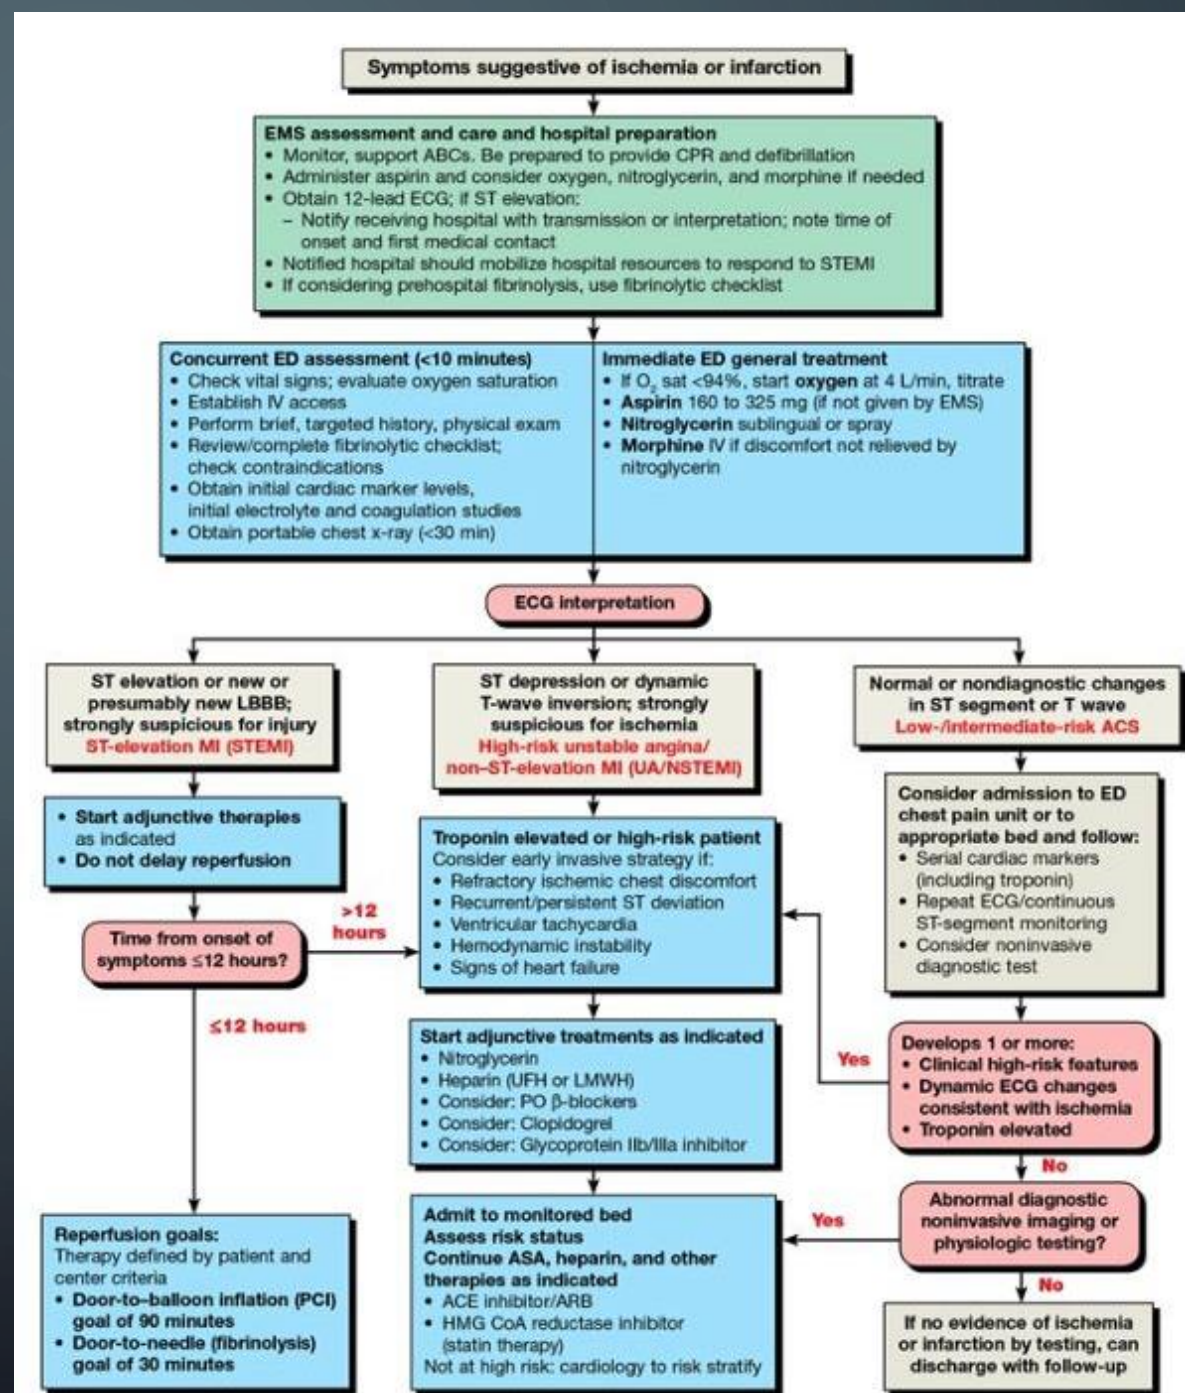 Symptoms suggestive of ischemia or infarction
EMS assessment and care and hospital preparation
• Monitor, support ABCs. Be prepared to provide CPR and defibrillation
• Administer aspirin and consider oxygen, nitroglycerin, and morphine if needed
• Obtain 12-lead ECG; if ST elevation:
– Notify receiving hospital with transmission or interpretation; note time of
onset and first medical contact
• Notified hospital should mobilize hospital resources to respond to STEMI
• If considering prehospital fibrinolysis, use fibrinolytic checklist
Concurrent ED assessment (<10 minutes)
• Check vital signs; evaluate oxygen saturation
• Establish IV access
• Perform brief, targeted history, physical exam
• Review/complete fibrinolytic checklist;
check contraindications
• Obtain initial cardiac marker levels,
initial electrolyte and coagulation studies
• Obtain portable chest x-ray (<30 min)
Immediate ED general treatment
• If O₂ sat <94%, start oxygen at 4 L/min, titrate
• Aspirin 160 to 325 mg (if not given by EMS)
• Nitroglycerin sublingual or spray
• Morphine IV if discomfort not relieved by
nitroglycerin
ECG interpretation
ST elevation or new or
presumably new LBBB;
strongly suspicious for injury
ST-elevation MI (STEMI)
• Start adjunctive therapies
as indicated
• Do not delay reperfusion
Time from onset of
symptoms ≤12 hours?
>12
hours
≤12 hours
Reperfusion goals:
Therapy defined by patient and
center criteria
• Door-to–balloon inflation (PCI)
goal of 90 minutes
• Door-to-needle (fibrinolysis)
goal of 30 minutes
ST depression or dynamic
T-wave inversion; strongly
suspicious for ischemia
High-risk unstable angina/
non–ST-elevation MI (UA/NSTEMI)
Troponin elevated or high-risk patient
Consider early invasive strategy if:
• Refractory ischemic chest discomfort
• Recurrent/persistent ST deviation
• Ventricular tachycardia
• Hemodynamic instability
• Signs of heart failure
Start adjunctive treatments as indicated
• Nitroglycerin
• Heparin (UFH or LMWH)
• Consider: PO β-blockers
• Consider: Clopidogrel
• Consider: Glycoprotein IIb/IIIa inhibitor
Admit to monitored bed
Assess risk status
Continue ASA, heparin, and other
therapies as indicated
• ACE inhibitor/ARB
• HMG CoA reductase inhibitor
(statin therapy)
Not at high risk: cardiology to risk stratify
Normal or nondiagnostic changes
in ST segment or T wave
Low-/intermediate-risk ACS
Consider admission to ED
chest pain unit or to
appropriate bed and follow:
• Serial cardiac markers
(including troponin)
• Repeat ECG/continuous
ST-segment monitoring
• Consider noninvasive
diagnostic test
Develops 1 or more:
• Clinical high-risk features
• Dynamic ECG changes
consistent with ischemia
• Troponin elevated
Yes
No
Abnormal diagnostic
noninvasive imaging or
physiologic testing?
Yes
No
If no evidence of ischemia
or infarction by testing, can
discharge with follow-up